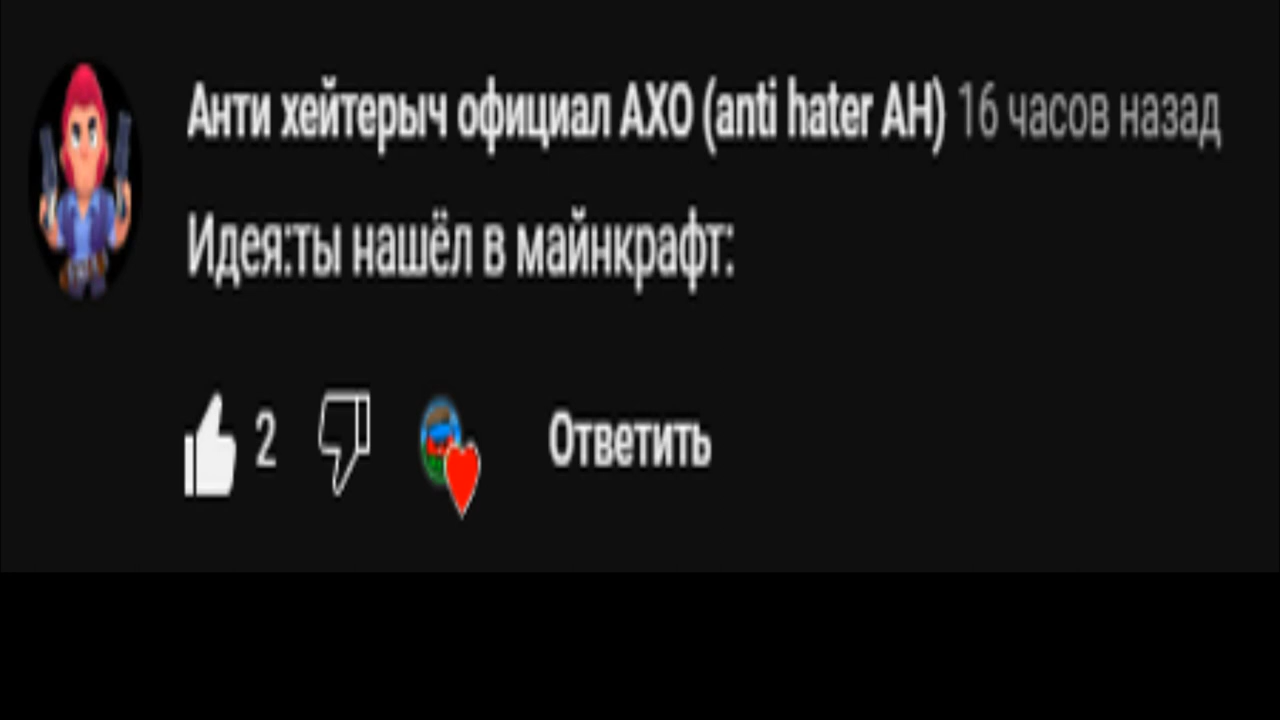 Анти хейтерыч официал АХО (anti hater AH) 16 часов назад
Идея:ты нашёл в майнкрафт:
2 Ответить